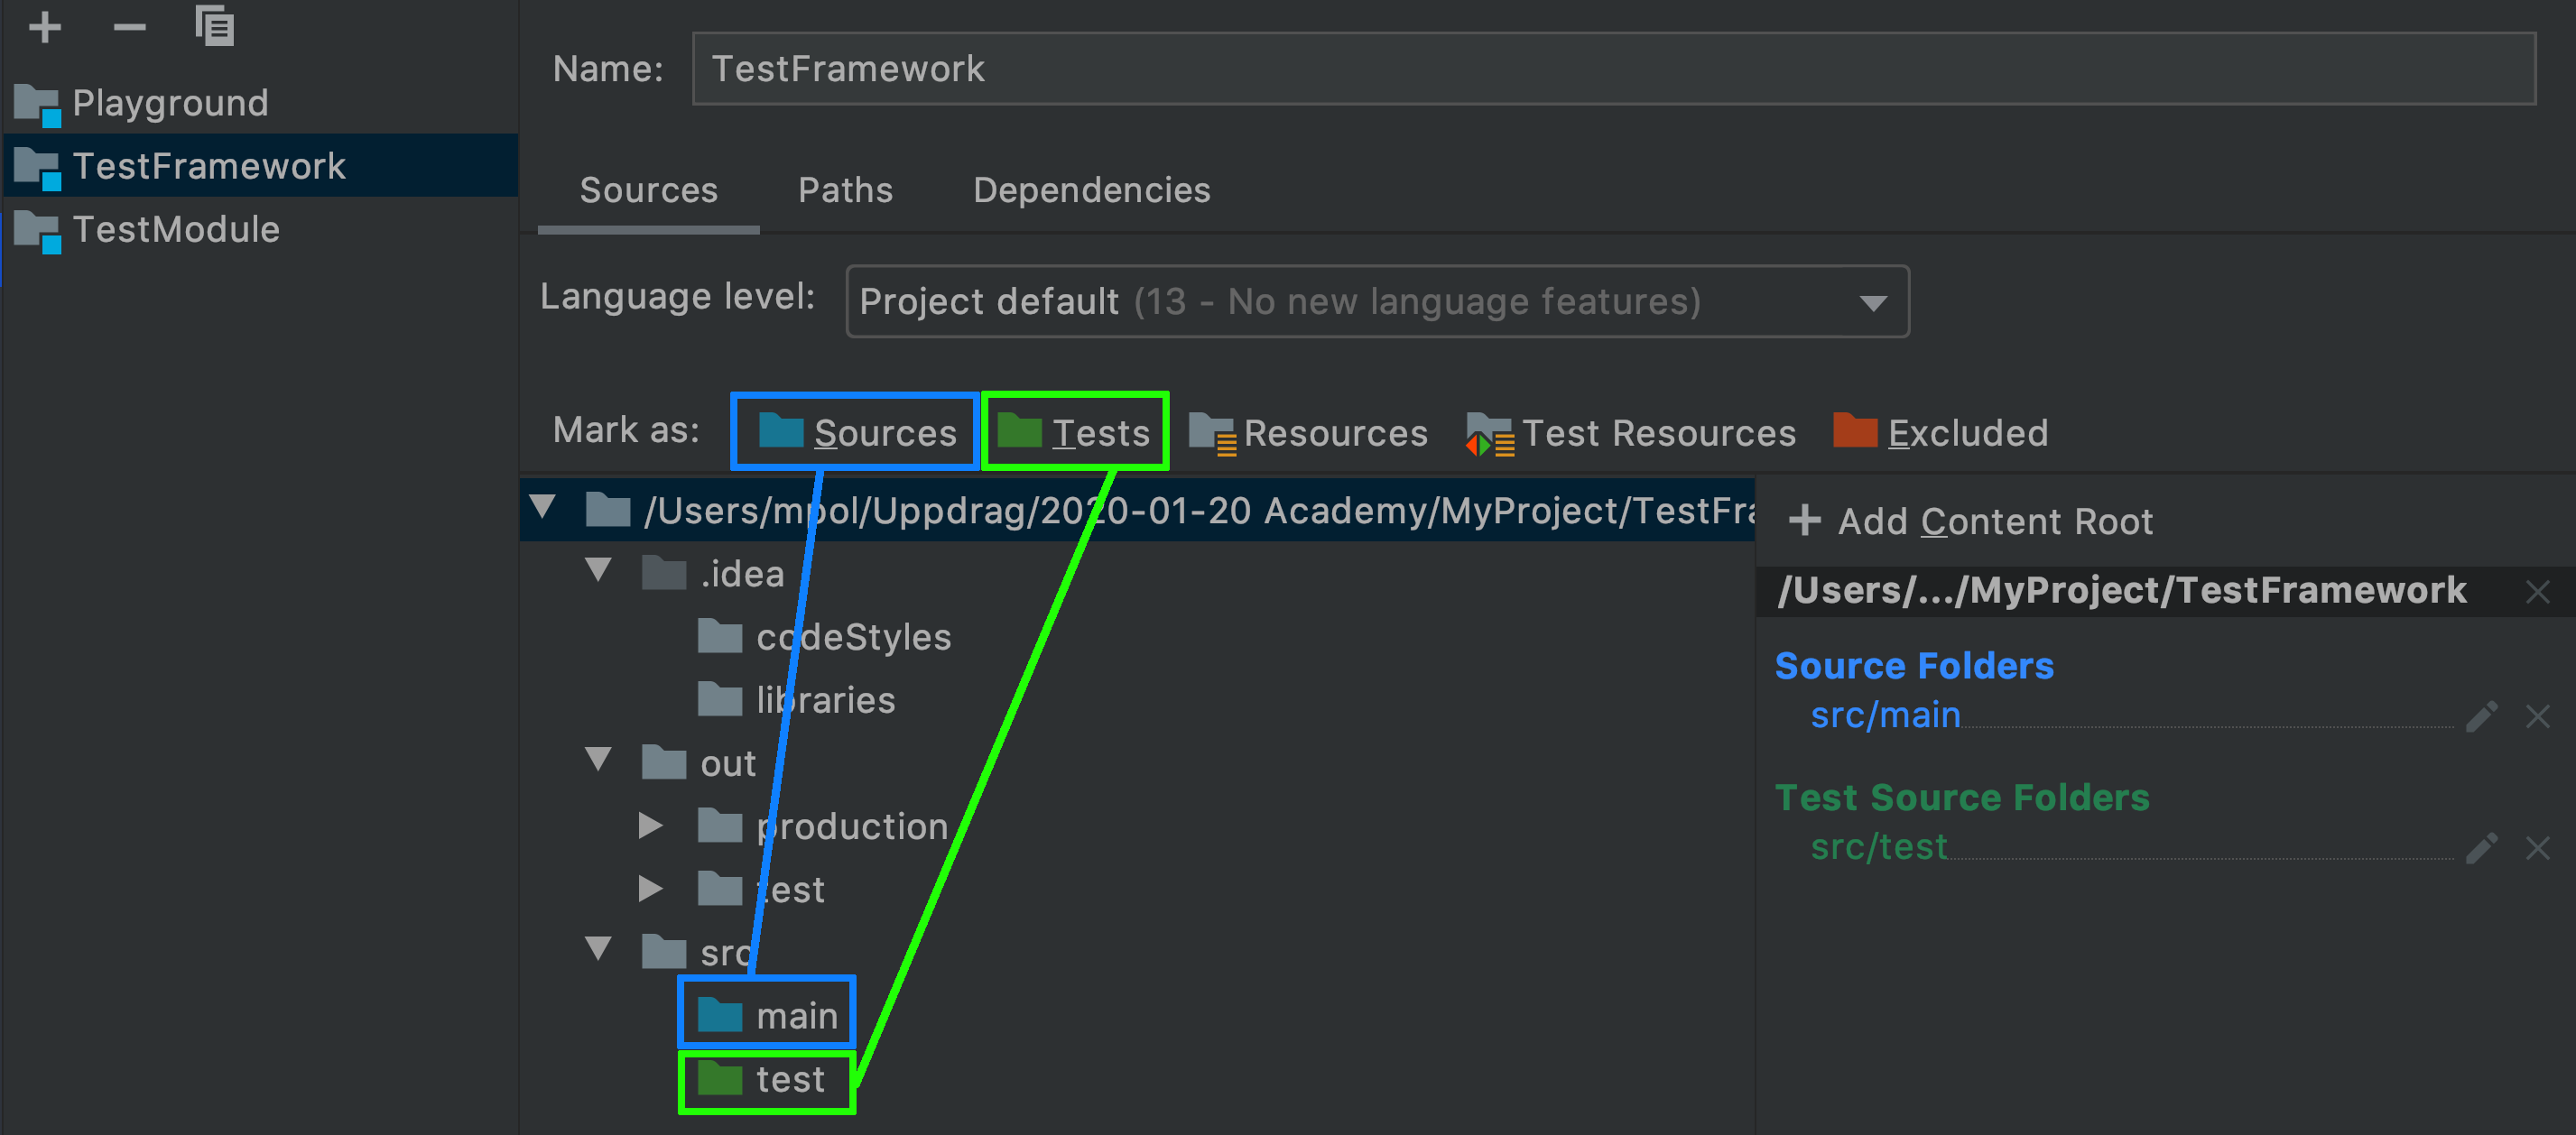 Playground
TestFramework
TestModule
Name: TestFramework
Sources Paths Dependencies
Language level: Project default (13 - No new language features)
Mark as: Sources Tests Resources Test Resources Excluded
/Users/mpol/Uppdrag/2020-01-20 Academy/MyProject/TestFra
.idea
codeStyles
libraries
out
production
test
src
main
test
+ Add Content Root
/Users/.../MyProject/TestFramework
Source Folders
src/main
Test Source Folders
src/test